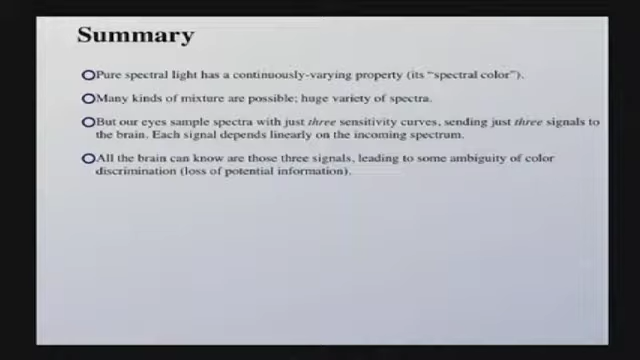 Summary
Pure spectral light has a continuously-varying property (its “spectral color”).
Many kinds of mixture are possible; huge variety of spectra.
But our eyes sample spectra with just three sensitivity curves, sending just three signals to
the brain. Each signal depends linearly on the incoming spectrum.
All the brain can know are those three signals, leading to some ambiguity of color
discrimination (loss of potential information).